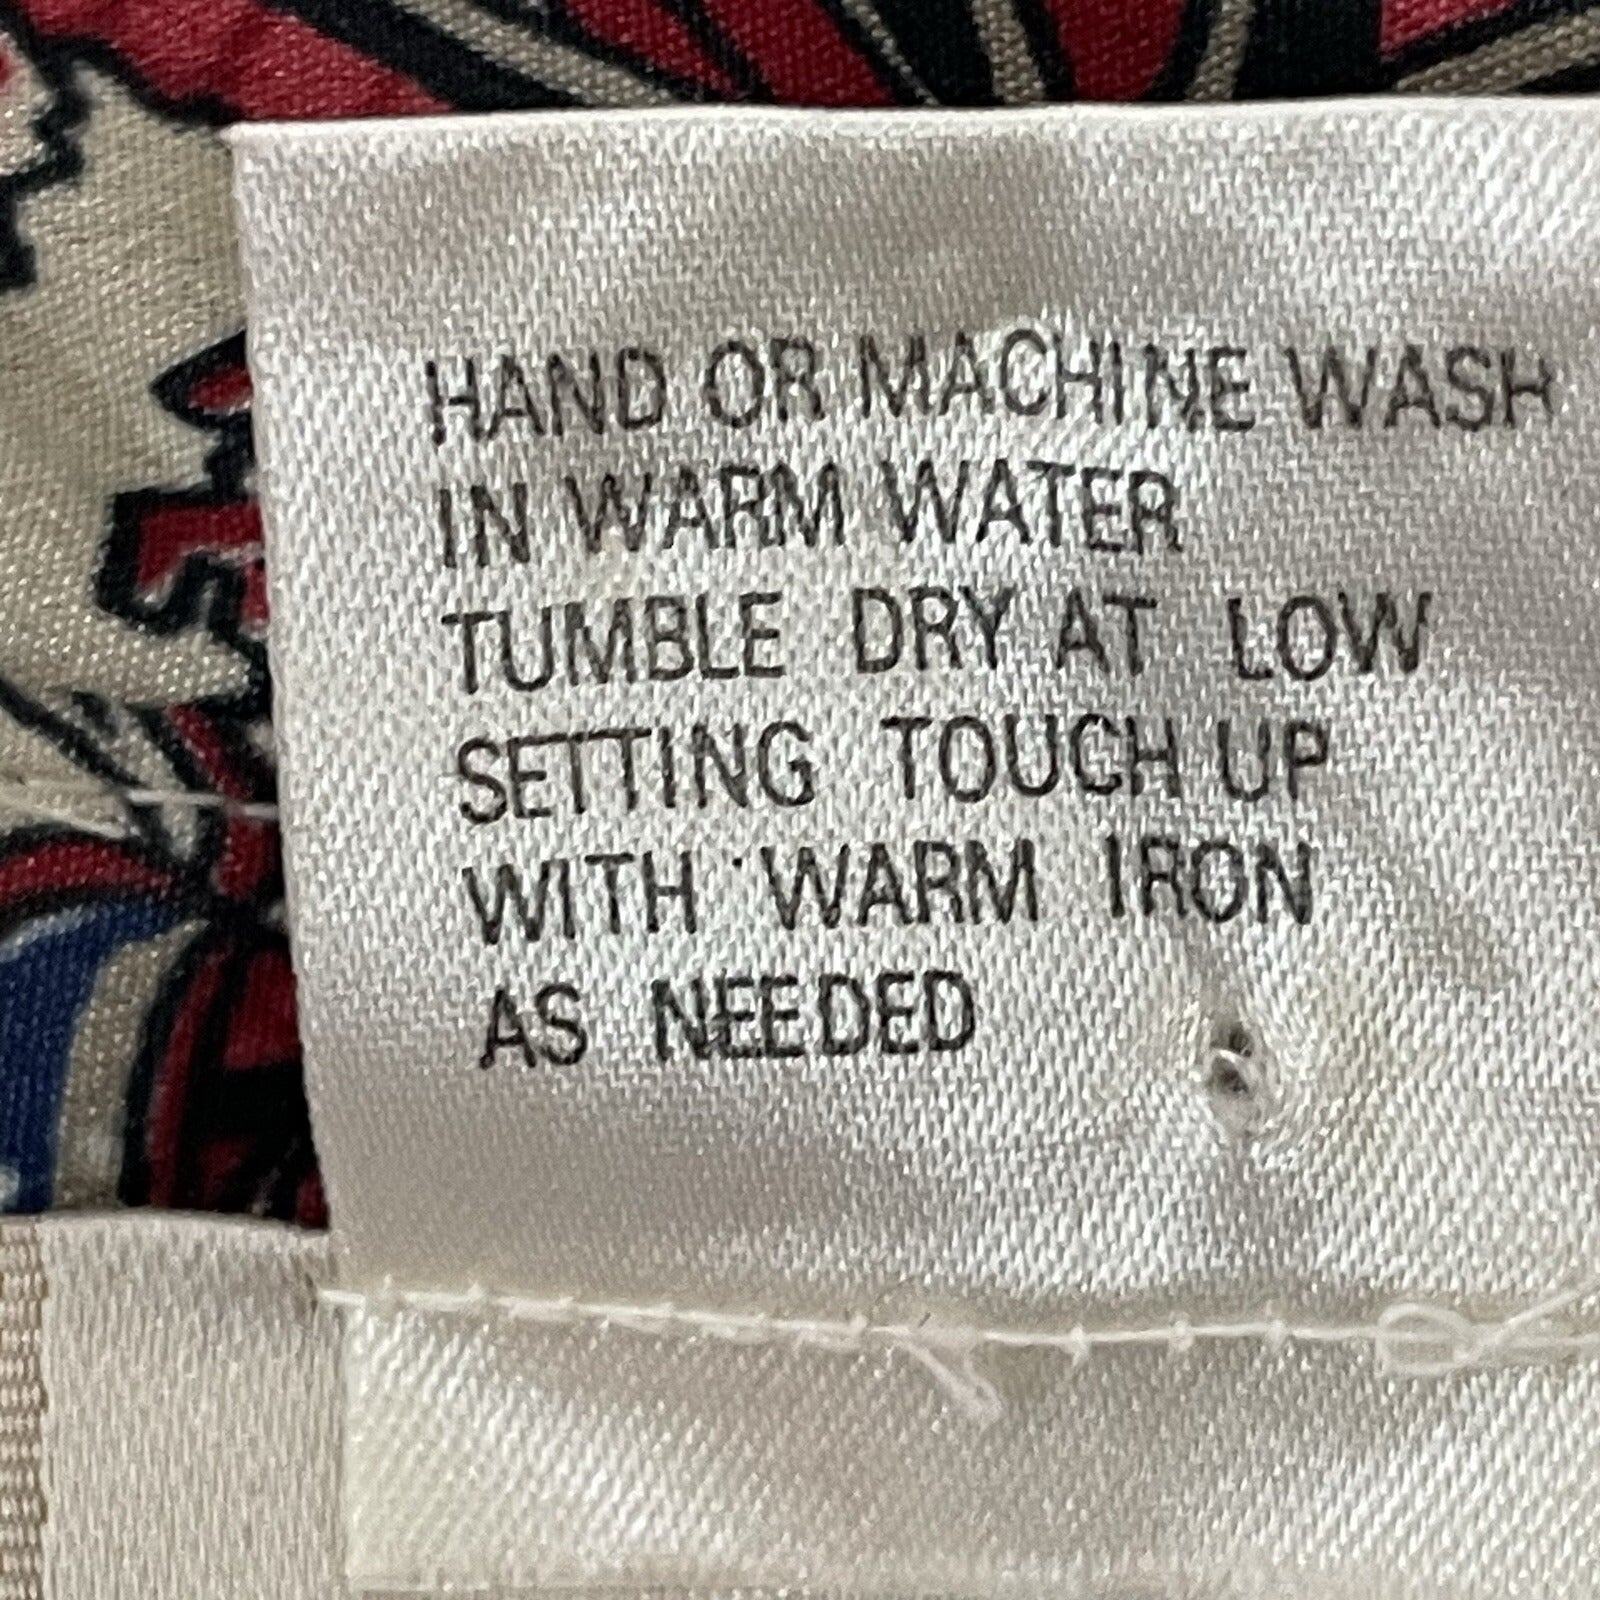 HAND OR MACHINE WASH
IN WARM WATER
TUMBLE DRY AT LOW
SETTING TOUCH UP
WITH WARM IRON
AS NEEDED